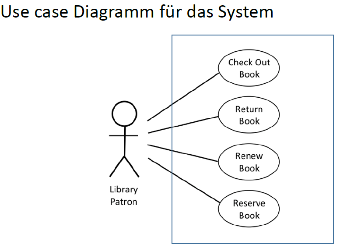 Use case Diagramm für das System
Check Out
Book
Return
Book
Renew
Book
Reserve
Book
Library
Patron